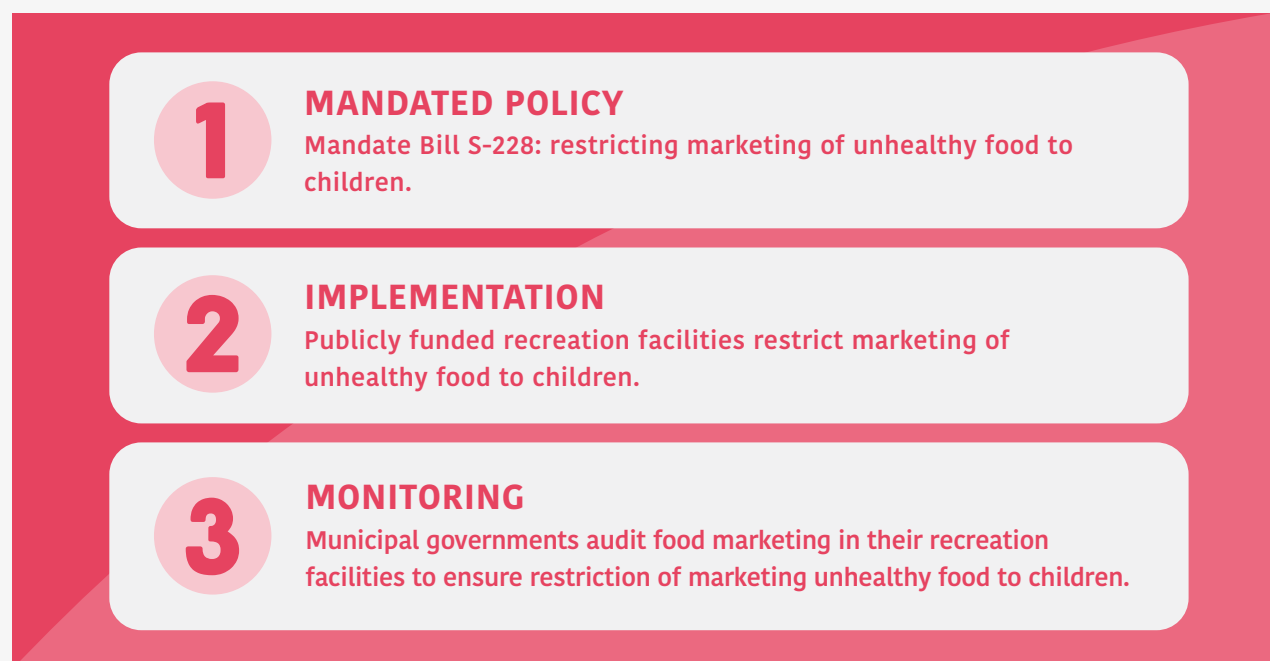 1
MANDATED POLICY
Mandate Bill S-228: restricting marketing of unhealthy food to
children.
2
IMPLEMENTATION
Publicly funded recreation facilities restrict marketing of
unhealthy food to children.
3
MONITORING
Municipal governments audit food marketing in their recreation
facilities to ensure restriction of marketing unhealthy food to children.